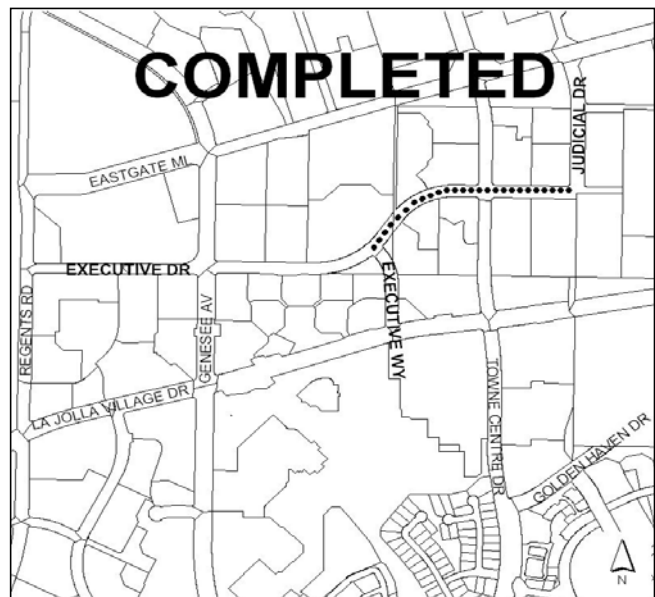 COMPLETED
JUDICIAL DR
EASTGATE ML
EXECUTIVE DR
EXECUTIVE WY
REGENTS RD
GENESEE AV
LA JOLLA VILLAGE DR
TOWNE CENTRE DR
GOLDEN HAVEN DR
N